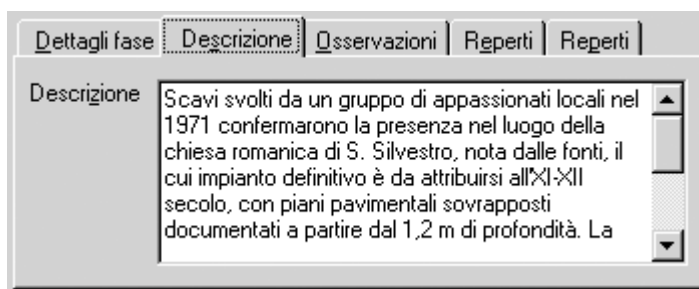 Dettagli fase Descrizione Osservazioni Reperti Reperti
Descrizione
Scavi svolti da un gruppo di appassionati locali nel
1971 confermarono la presenza nel luogo della
chiesa romanica di S. Silvestro, nota dalle fonti, il
cui impianto definitivo è da attribuirsi all'XI-XII
secolo, con piani pavimentali sovrapposti
documentati a partire dal 1,2 m di profondità. La